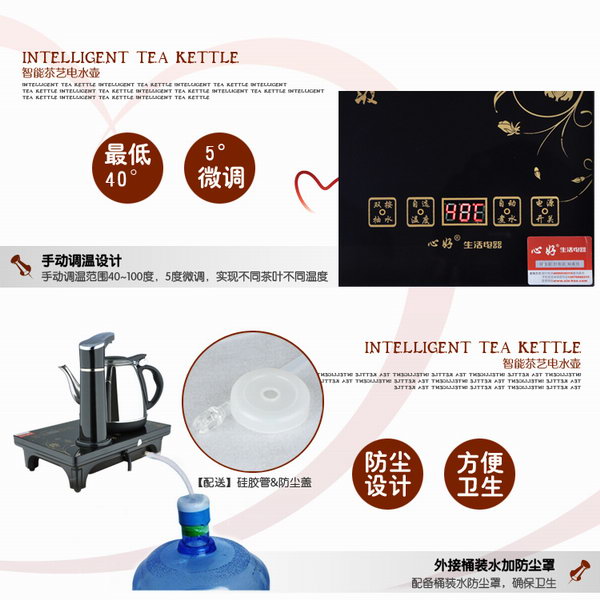 INTELLIGENT TEA KETTLE
智能茶艺电水壶
INTELLIGENT TEA KETTLE INTELLIGENT TEA KETTLE INTELLIGENT
TEA KETTLE INTELLIGENT TEA KETTLE INTELLIGENT TEA KETTLE INTELLIGENT
TEA KETTLE INTELLIGENT TEA KETTLE INTELLIGENT TEA KETTLE
最低
40°
5°
微调
双按
抽水
自选
温度
48℃
自动
煮水
电源
开关
心好® 生活电器
心好® 生活电器
手动调温设计
手动调温范围40~100度，5度微调，实现不同茶叶不同温度
INTELLIGENT TEA KETTLE
智能茶艺电水壶
【配送】硅胶管&防尘盖
防尘
设计
方便
卫生
外接桶装水加防尘罩
配备桶装水防尘罩，确保卫生